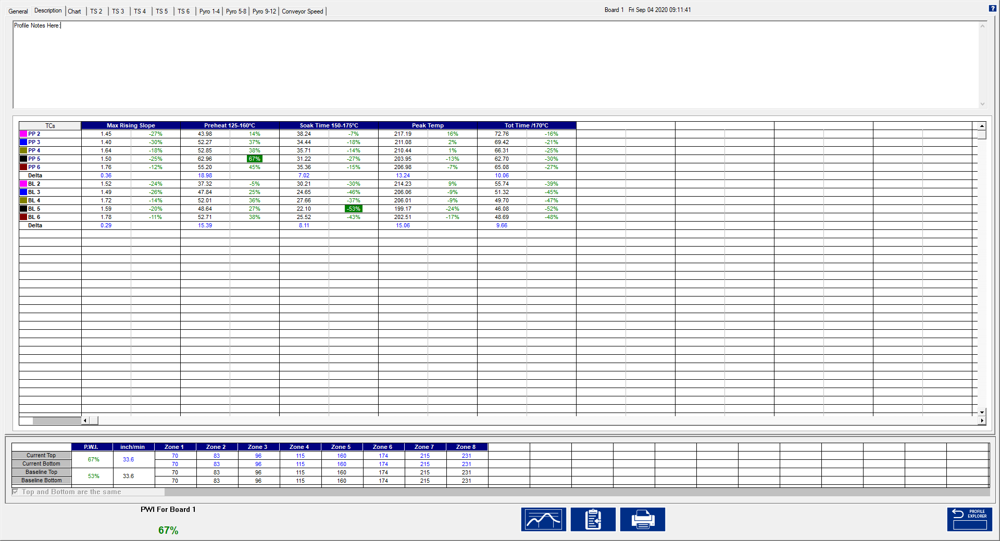 General Description Chart TS 2 TS 3 TS 4 TS 5 TS 6 Pyro 1-4 Pyro 5-8 Pyro 9-12 Conveyor Speed Board 1 Fri Sep 04 2020 09:11:41 ?
Profile Notes Here:
TCs Max Rising Slope Preheat 125-160°C Soak Time 150-175°C Peak Temp Tot Time /170°C
PP 2 1.45 -27% 43.98 14% 38.24 -7% 217.19 16% 72.76 -16%
PP 3 1.40 -30% 52.27 37% 34.44 -18% 211.08 2% 69.42 -21%
PP 4 1.64 -18% 52.85 38% 35.71 -14% 210.44 1% 66.31 -25%
PP 5 1.50 -25% 62.96 67% 31.22 -27% 203.95 -13% 62.70 -30%
PP 6 1.76 -12% 55.20 45% 35.36 -15% 206.98 -7% 65.08 -27%
Delta 0.36 18.98 7.02 13.24 10.06
BL 2 1.52 -24% 37.32 -5% 30.21 -30% 214.23 9% 55.74 -39%
BL 3 1.49 -26% 47.84 25% 24.65 -46% 206.06 -9% 51.32 -45%
BL 4 1.72 -14% 52.01 36% 27.66 -37% 206.01 -9% 49.70 -47%
BL 5 1.59 -20% 48.64 27% 22.10 -53% 199.17 -24% 46.08 -52%
BL 6 1.78 -11% 52.71 38% 25.52 -43% 202.51 -17% 48.69 -48%
Delta 0.29 15.39 8.11 15.06 9.66
P.W.I. inch/min Zone 1 Zone 2 Zone 3 Zone 4 Zone 5 Zone 6 Zone 7 Zone 8
Current Top 67% 33.6 70 83 96 115 160 174 215 231
Current Bottom 70 83 96 115 160 174 215 231
Baseline Top 53% 33.6 70 83 96 115 160 174 215 231
Baseline Bottom 70 83 96 115 160 174 215 231
Top and Bottom are the same
PWI For Board 1
67%
PROFILE
EXPLORER